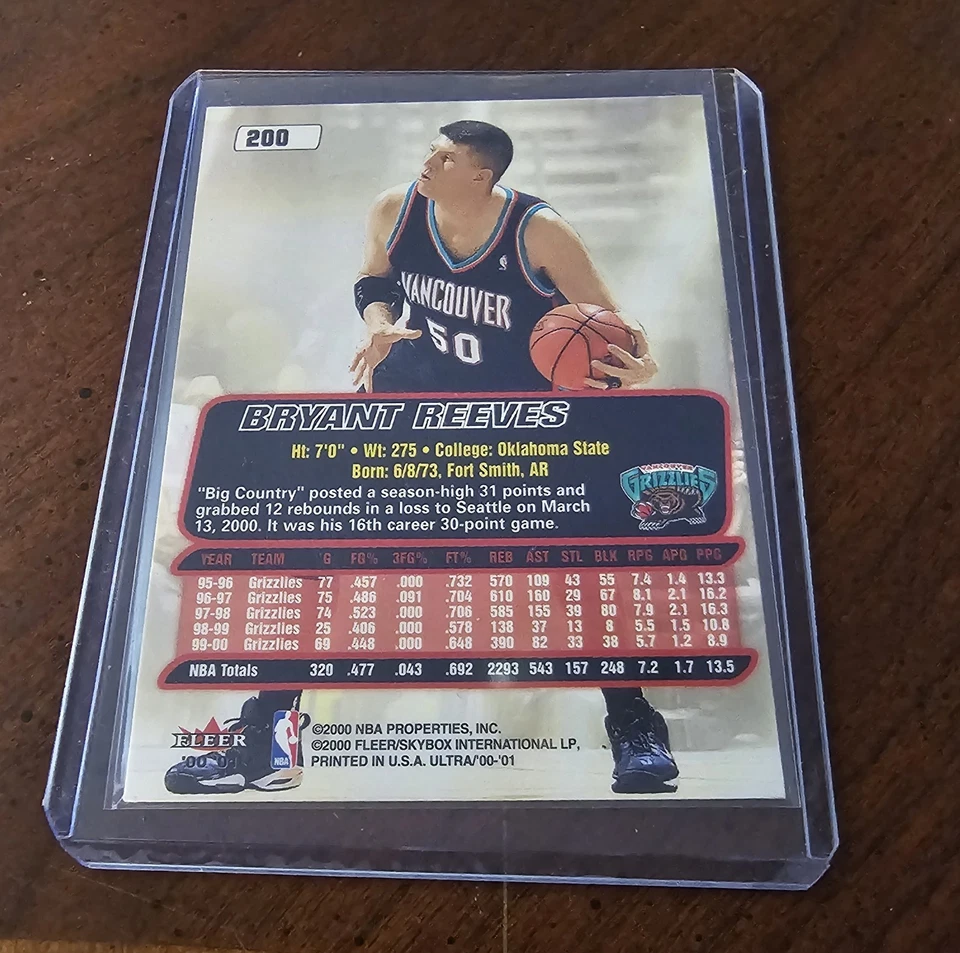 200
VANCOUVER
50
BRYANT REEVES
Ht: 7'0" • Wt: 275 • College: Oklahoma State
Born: 6/8/73, Fort Smith, AR
"Big Country" posted a season-high 31 points and
grabbed 12 rebounds in a loss to Seattle on March
13, 2000. It was his 16th career 30-point game.
VANCOUVER
GRIZZLIES
YEAR TEAM G FG% 3FG% FT% REB AST STL BLK RPG APG PPG
95-96 Grizzlies 77 .457 .000 .732 570 109 43 55 7.4 1.4 13.3
96-97 Grizzlies 75 .486 .091 .704 610 160 29 67 8.1 2.1 16.2
97-98 Grizzlies 74 .523 .000 .706 585 155 39 80 7.9 2.1 16.3
98-99 Grizzlies 25 .406 .000 .578 138 37 13 8 5.5 1.5 10.8
99-00 Grizzlies 69 .448 .000 .648 390 82 33 38 5.7 1.2 8.9
NBA Totals 320 .477 .043 .692 2293 543 157 248 7.2 1.7 13.5
FLEER
'00-'01
NBA
©2000 NBA PROPERTIES, INC.
©2000 FLEER/SKYBOX INTERNATIONAL LP,
PRINTED IN U.S.A. ULTRA/'00-'01